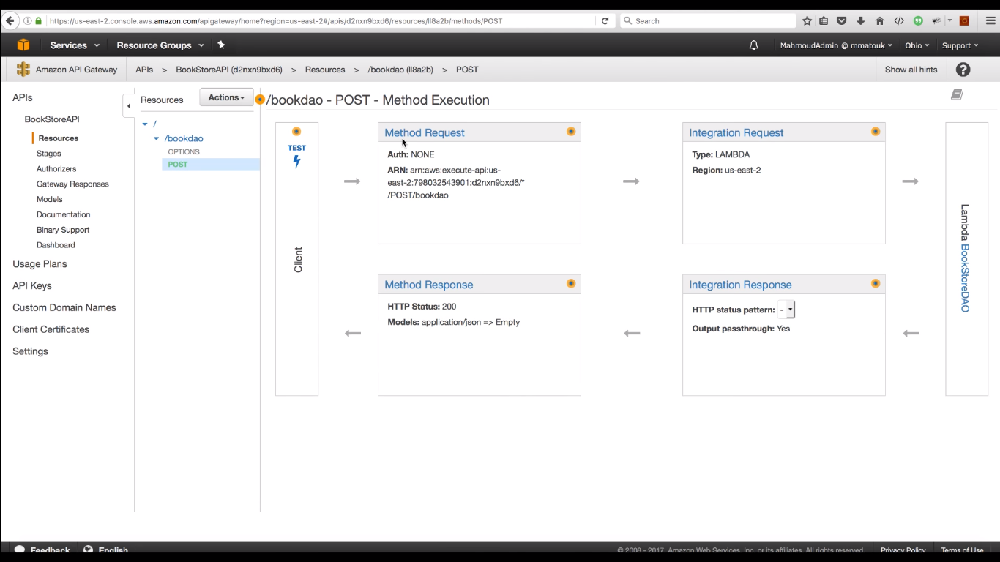 https://us-east-2.console.aws.amazon.com/apigateway/home?region=us-east-2#/apis/d2nxn9bxd6/resources/ll8a2b/methods/POST
Search
Services
Resource Groups
MahmoudAdmin @ mmatouk
Ohio
Support
Amazon API Gateway
APIs > BookStoreAPI (d2nxn9bxd6) > Resources > /bookdao (ll8a2b) > POST
Show all hints
APIs
BookStoreAPI
Resources
Stages
Authorizers
Gateway Responses
Models
Documentation
Binary Support
Dashboard
Usage Plans
API Keys
Custom Domain Names
Client Certificates
Settings
Resources
Actions
/
/bookdao
OPTIONS
POST
/bookdao - POST - Method Execution
TEST
Client
Method Request
Auth: NONE
ARN: arn:aws:execute-api:us-
east-2:798032543901:d2nxn9bxd6/*
/POST/bookdao
Integration Request
Type: LAMBDA
Region: us-east-2
Lambda BookStoreDAO
Method Response
HTTP Status: 200
Models: application/json => Empty
Integration Response
HTTP status pattern: -
Output passthrough: Yes
Feedback
English
© 2008 - 2017, Amazon Web Services, Inc. or its affiliates. All rights reserved.
Privacy Policy
Terms of Use